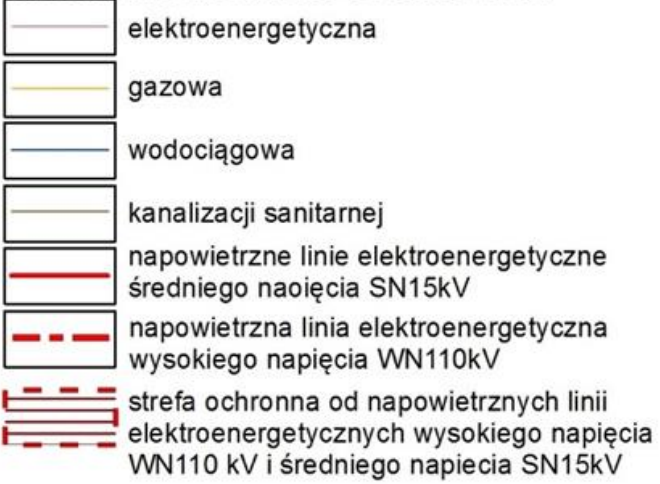 elektroenergetyczna
gazowa
wodociągowa
kanalizacji sanitarnej
napowietrzne linie elektroenergetyczne
średniego naoięcia SN15kV
napowietrzna linia elektroenergetyczna
wysokiego napięcia WN110kV
strefa ochronna od napowietrznych linii
elektroenergetycznych wysokiego napięcia
WN110 kV i średniego napiecia SN15kV